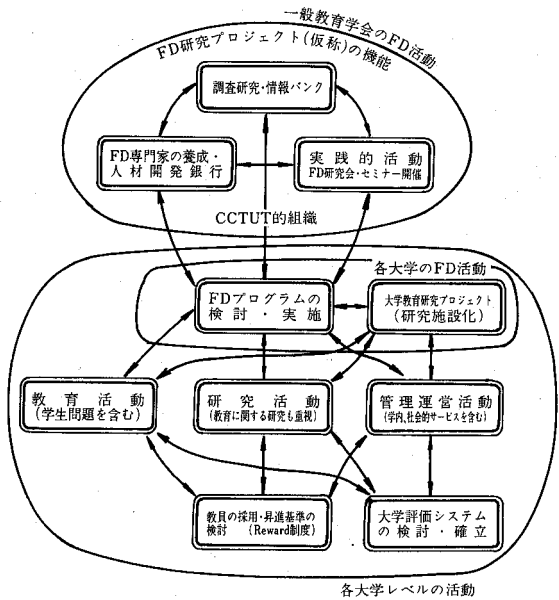 一般教育学会のFD活動
FD研究プロジェクト(仮称)の機能
調査研究・情報バンク
FD専門家の養成・
人材開発銀行
実践的活動
FD研究会・セミナー開催
CCTUT的組織
各大学のFD活動
FDプログラムの
検討・実施
大学教育研究プロジェクト
(研究施設化)
教育活動
(学生問題を含む)
研究活動
(教育に関する研究も重視)
管理運営活動
(学内、社会的サービスを含む)
教員の採用・昇進基準の
検討 (Reward制度)
大学評価システム
の検討・確立
各大学レベルの活動